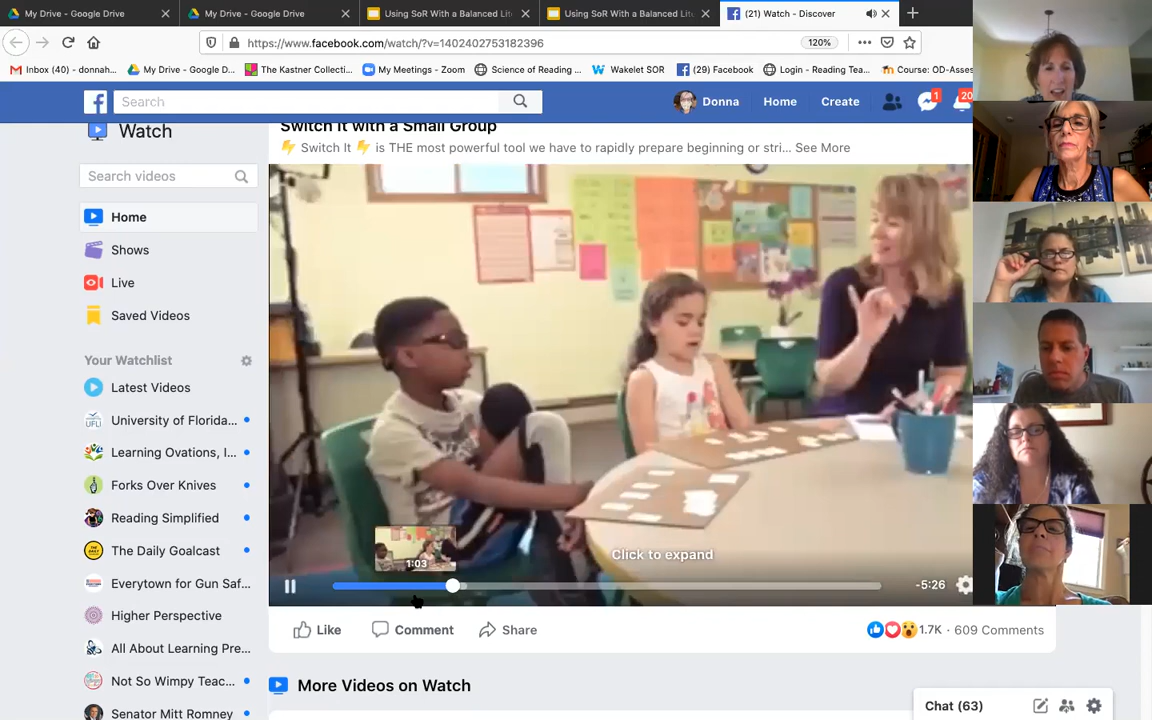 My Drive - Google Drive
My Drive - Google Drive
Using SoR With a Balanced Lite
Using SoR With a Balanced Lite
(21) Watch - Discover
https://www.facebook.com/watch/?v=1402402753182396
120%
Inbox (40) - donnah...
My Drive - Google D...
The Kastner Collecti...
My Meetings - Zoom
Science of Reading ...
Wakelet SOR
(29) Facebook
Login - Reading Tea...
Course: OD-Asses
Search
Donna
Home
Create
1
20
Watch
Search videos
Home
Shows
Live
Saved Videos
Your Watchlist
Latest Videos
University of Florida...
Learning Ovations, I...
Forks Over Knives
Reading Simplified
The Daily Goalcast
Everytown for Gun Saf...
Higher Perspective
All About Learning Pre...
Not So Wimpy Teac...
Senator Mitt Romney
Switch It with a Small Group
⚡ Switch It ⚡ is THE most powerful tool we have to rapidly prepare beginning or stri... See More
1:03
Click to expand
-5:26
Like
Comment
Share
1.7K · 609 Comments
More Videos on Watch
Chat (63)